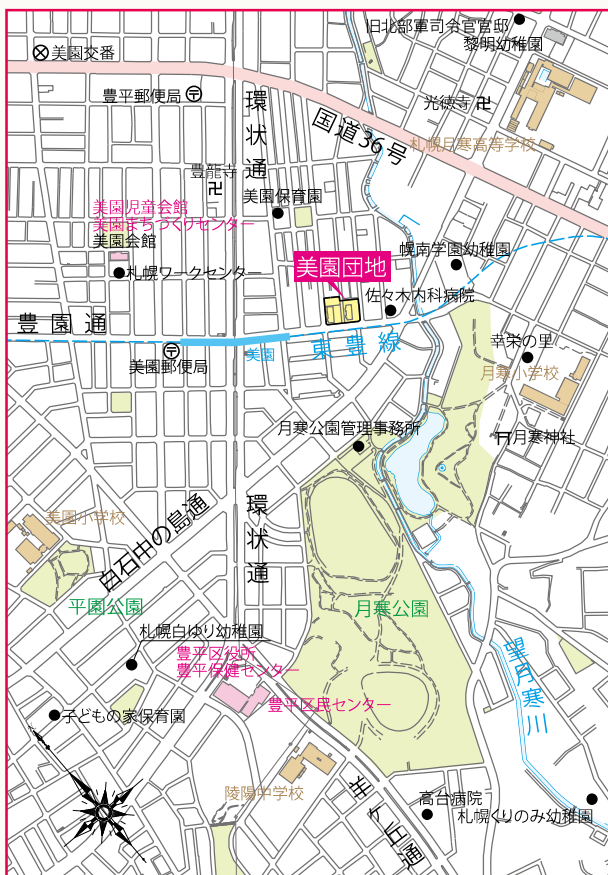 旧北部軍司令官官邸
黎明幼稚園
美園交番
豊平郵便局
環状通
光徳寺
国道36号
札幌月寒高等学校
豊龍寺
美園保育園
美園児童会館
美園まちづくりセンター
美園会館
幌南学園幼稚園
美園団地
札幌ワークセンター
佐々木内科病院
豊園通
幸栄の里
東豊線
美園
美園郵便局
月寒小学校
月寒公園管理事務所
月寒神社
環状通
美園小学校
白石中の島通
平園公園
月寒公園
札幌白ゆり幼稚園
豊平区役所
豊平保健センター
望月寒川
豊平区民センター
子どもの家保育園
陵陽中学校
羊ケ丘通
高台病院
札幌くりのみ幼稚園